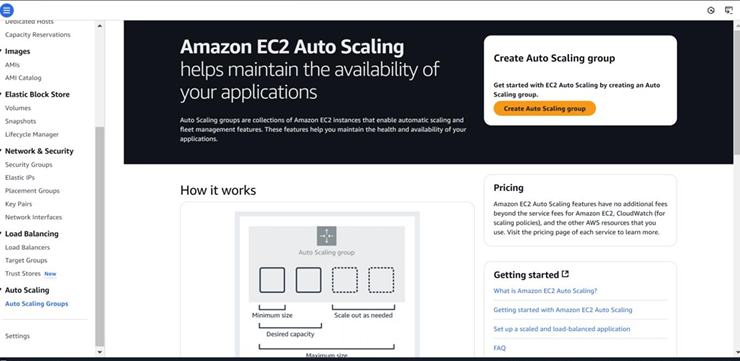 Dedicated Hosts
Capacity Reservations
Images
AMIs
AMI Catalog
Elastic Block Store
Volumes
Snapshots
Lifecycle Manager
Network & Security
Security Groups
Elastic IPs
Placement Groups
Key Pairs
Network Interfaces
Load Balancing
Load Balancers
Target Groups
Trust Stores New
Auto Scaling
Auto Scaling Groups
Settings
Amazon EC2 Auto Scaling
helps maintain the availability of
your applications
Auto Scaling groups are collections of Amazon EC2 instances that enable automatic scaling and
fleet management features. These features help you maintain the health and availability of your
applications.
Create Auto Scaling group
Get started with EC2 Auto Scaling by creating an Auto
Scaling group.
Create Auto Scaling group
How it works
Auto Scaling group
Minimum size
Scale out as needed
Desired capacity
Maximum size
Pricing
Amazon EC2 Auto Scaling features have no additional fees
beyond the service fees for Amazon EC2, CloudWatch (for
scaling policies), and the other AWS resources that you
use. Visit the pricing page of each service to learn more.
Getting started
What is Amazon EC2 Auto Scaling?
Getting started with Amazon EC2 Auto Scaling
Set up a scaled and load-balanced application
FAQ